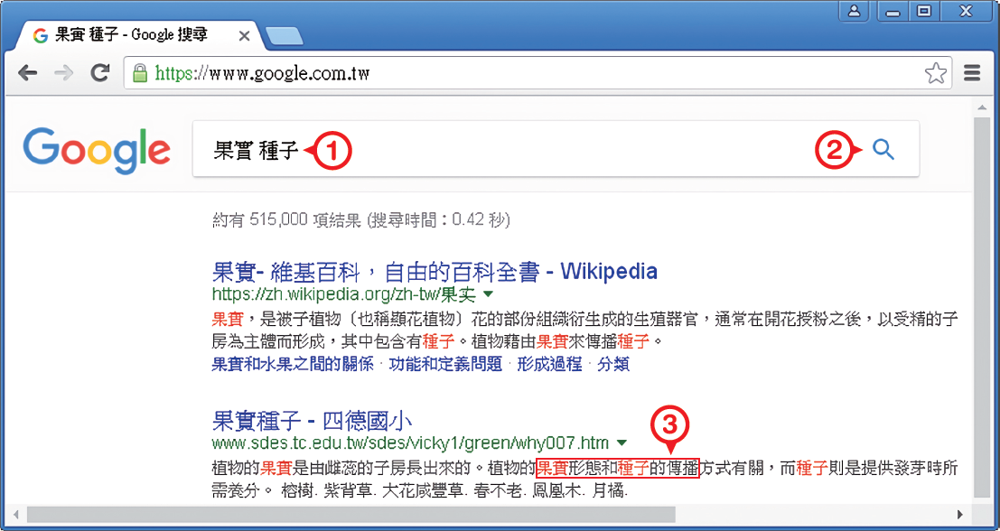 果實 種子 - Google 搜尋
https://www.google.com.tw
Google
果實 種子 1 2
約有 515,000 項結果 (搜尋時間：0.42 秒)
果實- 維基百科，自由的百科全書 - Wikipedia
https://zh.wikipedia.org/zh-tw/果实
果實，是被子植物（也稱顯花植物）花的部份組織衍生成的生殖器官，通常在開花授粉之後，以受精的子
房為主體而形成，其中包含有種子。植物藉由果實來傳播種子。
果實和水果之間的關係 · 功能和定義問題 · 形成過程 · 分類
果實種子 - 四德國小
3
www.sdes.tc.edu.tw/sdes/vicky1/green/why007.htm
植物的果實是由雌蕊的子房長出來的。植物的果實形態和種子的傳播方式有關，而種子則是提供發芽時所
需養分。 榕樹. 紫背草. 大花咸豐草. 春不老. 鳳凰木. 月橘.